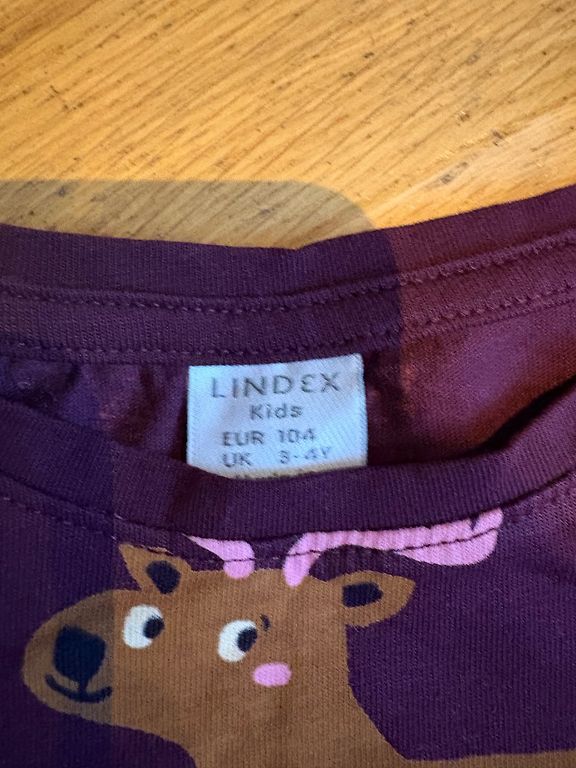 LINDEX
Kids
EUR 104
UK 3-4Y